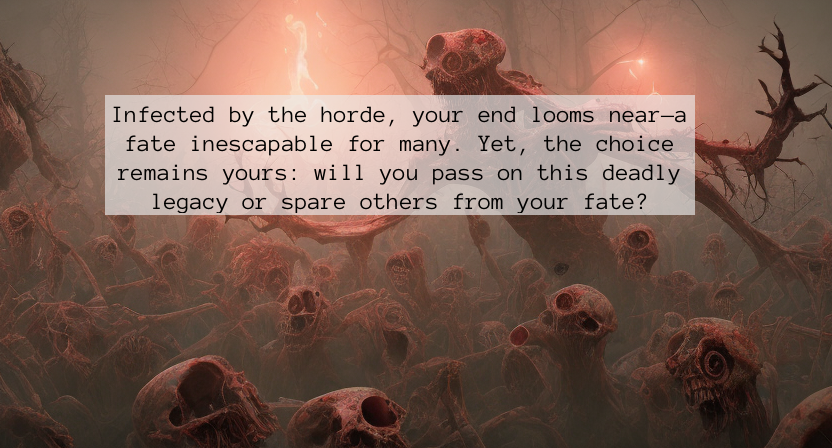 Infected by the horde, your end looms near—a
fate inescapable for many. Yet, the choice
remains yours: will you pass on this deadly
legacy or spare others from your fate?